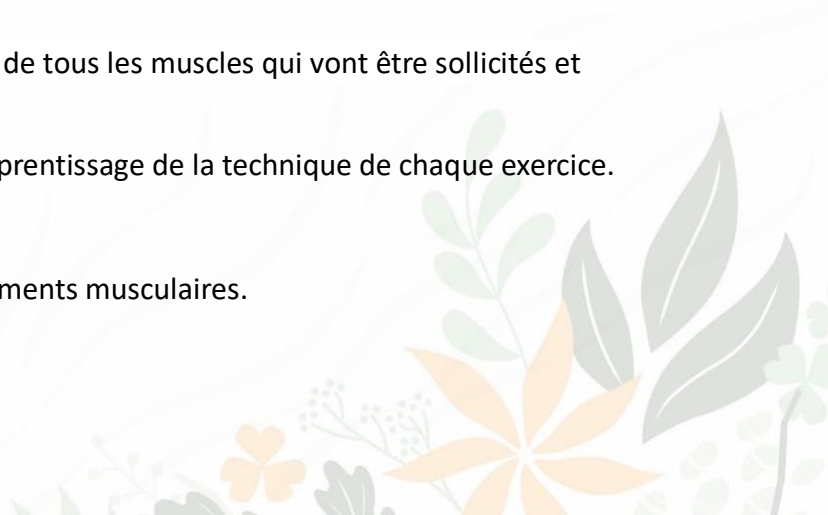 de tous les muscles qui vont être sollicités et
prentissage de la technique de chaque exercice.
ments musculaires.